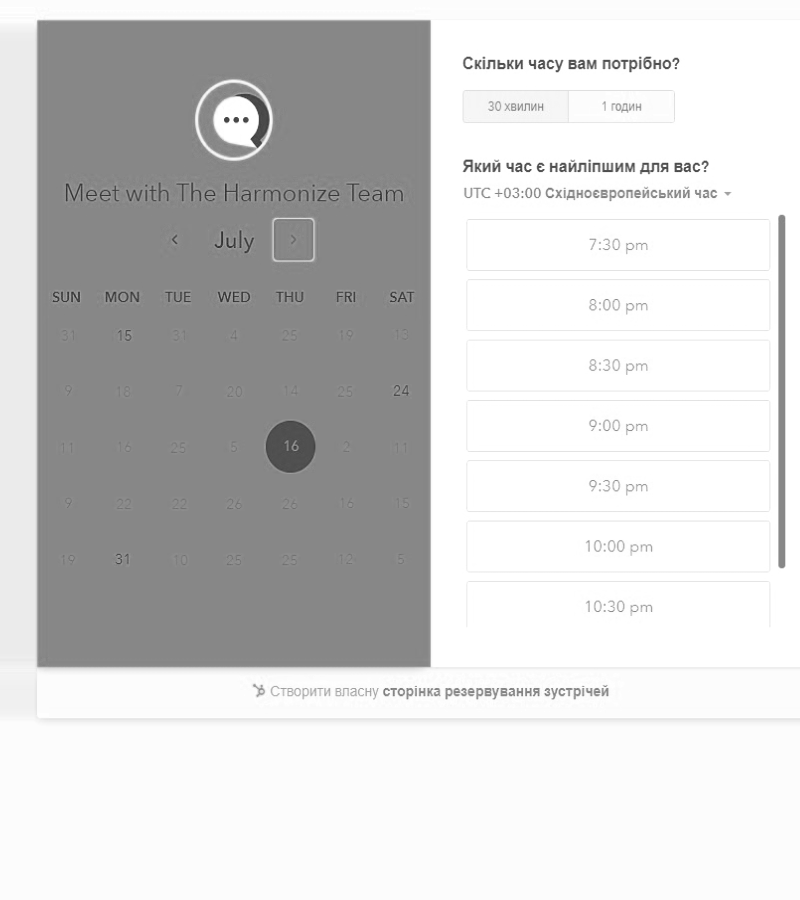 Meet with The Harmonize Team
July
SUN MON TUE WED THU FRI SAT
31 15 31 4 25 19 13
9 18 7 20 14 25 24
11 16 25 5 16 2 11
9 22 22 26 26 16 15
19 31 10 25 25 12 5
Скільки часу вам потрібно?
30 хвилин 1 годин
Який час є найліпшим для вас?
UTC +03:00 Східноєвропейський час
7:30 pm
8:00 pm
8:30 pm
9:00 pm
9:30 pm
10:00 pm
10:30 pm
Створити власну сторінка резервування зустрічей